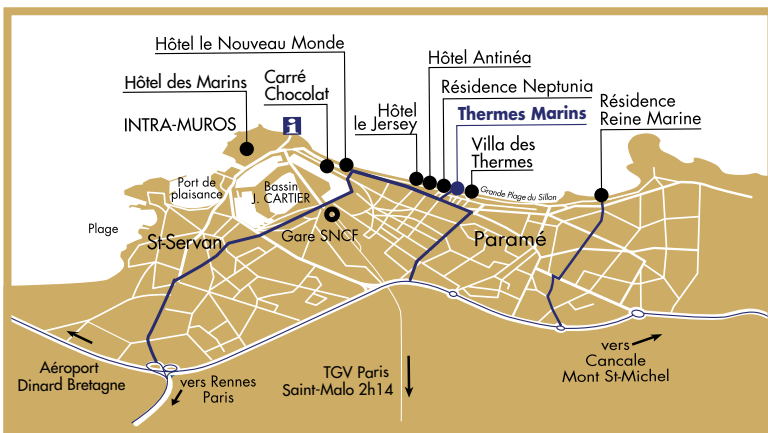 Hôtel le Nouveau Monde
Hôtel Antinéa
Hôtel des Marins
Carré
Chocolat
Résidence Neptunia
Hôtel
le Jersey
Thermes Marins
Résidence
Reine Marine
INTRA-MUROS
i
Villa des
Thermes
Port de
plaisance
Bassin
J. CARTIER
Grande Plage du Sillon
Plage
St-Servan
Gare SNCF
Paramé
Aéroport
Dinard Bretagne
vers Rennes
Paris
TGV Paris
Saint-Malo 2h14
vers
Cancale
Mont St-Michel